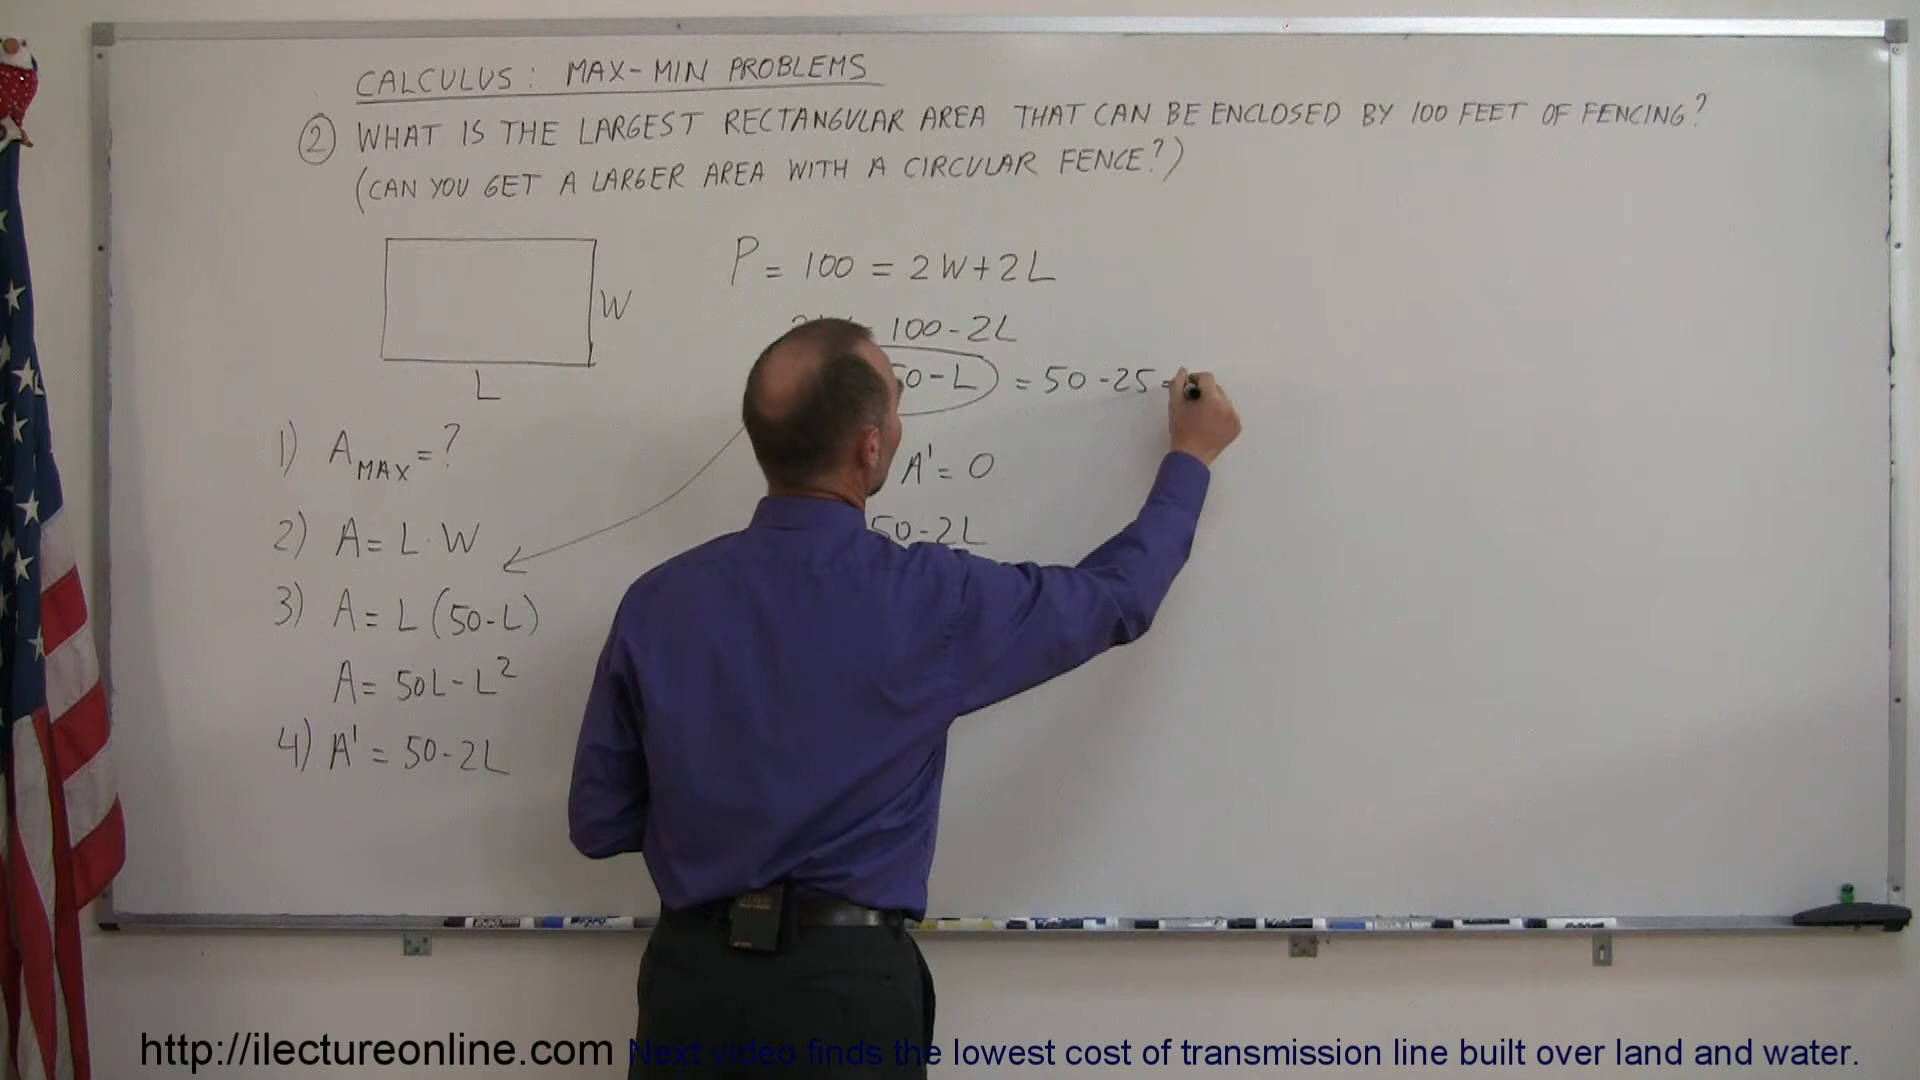 CALCULUS: MAX-MIN PROBLEMS
② WHAT IS THE LARGEST RECTANGULAR AREA THAT CAN BE ENCLOSED BY 100 FEET OF FENCING?
(CAN YOU GET A LARGER AREA WITH A CIRCULAR FENCE?)
W
L
1) A MAX = ?
2) A = L · W
3) A = L (50-L)
A = 50L - L²
4) A' = 50-2L
P = 100 = 2W+2L
100-2L
50-L) = 50-25=
A' = 0
50-2L
http://ilectureonline.com Next video finds the lowest cost of transmission line built over land and water.